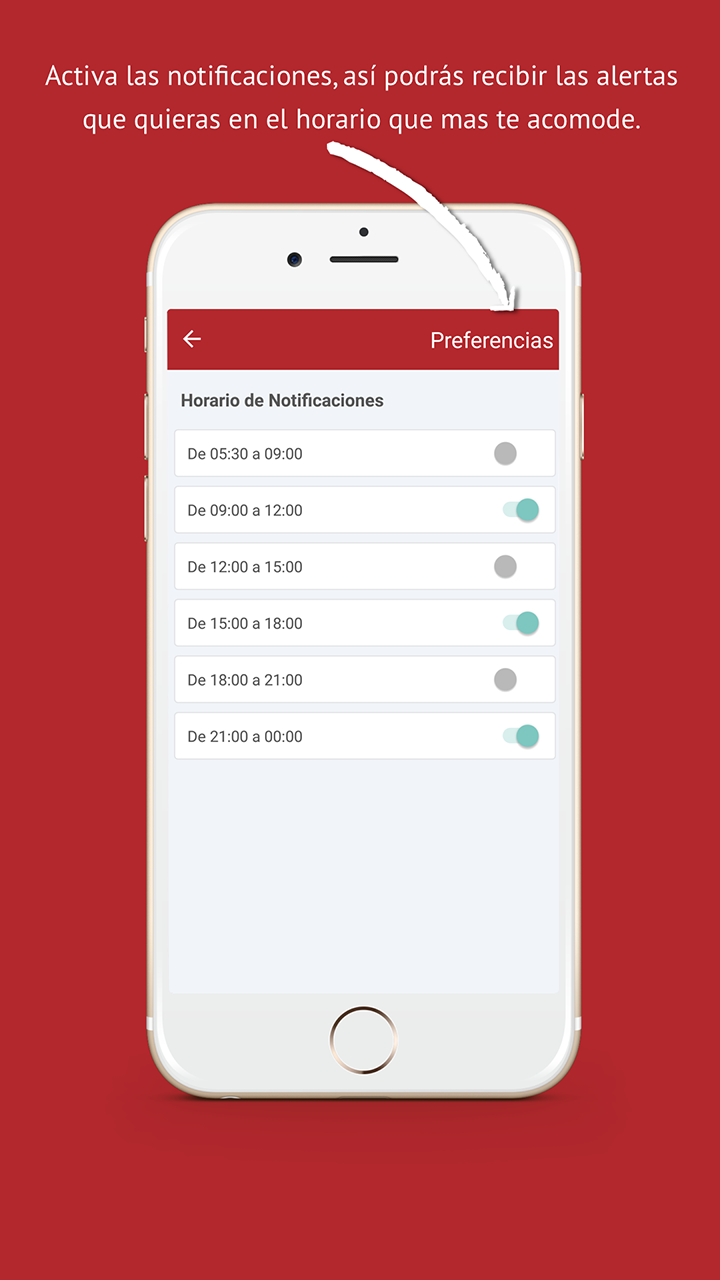 Activa las notificaciones, así podrás recibir las alertas
que quieras en el horario que mas te acomode.
Preferencias
Horario de Notificaciones
De 05:30 a 09:00
De 09:00 a 12:00
De 12:00 a 15:00
De 15:00 a 18:00
De 18:00 a 21:00
De 21:00 a 00:00